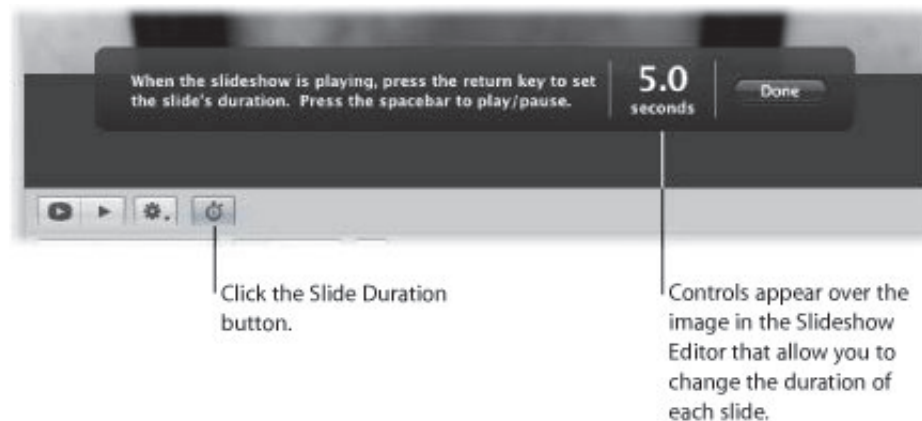 When the slideshow is playing, press the return key to set
the slide's duration. Press the spacebar to play/pause.
5.0
seconds
Done
Click the Slide Duration
button.
Controls appear over the
image in the Slideshow
Editor that allow you to
change the duration of
each slide.